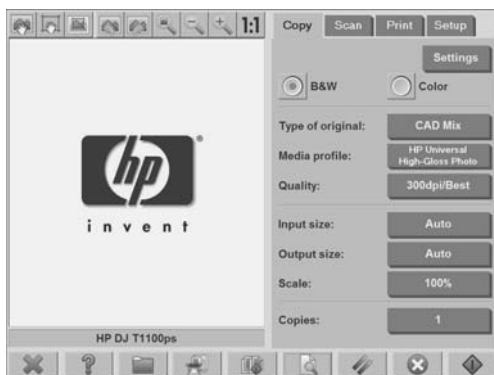 1:1
Copy Scan Print Setup
Settings
B&W Color
Type of original: CAD Mix
Media profile: HP Universal
High-Gloss Photo
Quality: 300dpi/Best
Input size: Auto
Output size: Auto
Scale: 100%
Copies: 1
hp
invent
HP DJ T1100ps